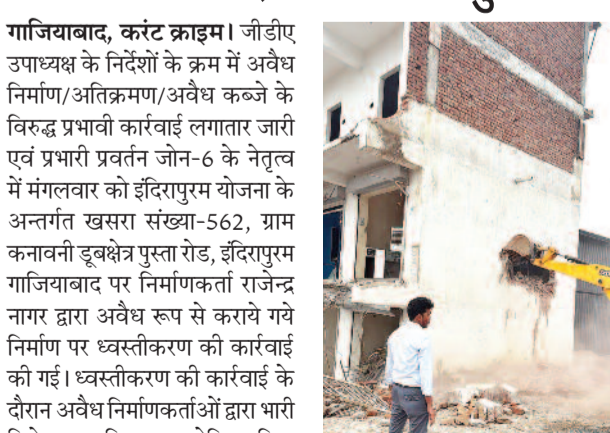 गाजियाबाद, करंट क्राइम। जीडीए
उपाध्यक्ष के निर्देशों के क्रम में अवैध
निर्माण/अतिक्रमण/अवैध कब्जे के
विरुद्ध प्रभावी कार्रवाई लगातार जारी
एवं प्रभारी प्रवर्तन जोन-6 के नेतृत्व
में मंगलवार को इंदिरापुरम योजना के
अन्तर्गत खसरा संख्या-562, ग्राम
कनावनी डूबक्षेत्र पुस्ता रोड, इंदिरापुरम
गाजियाबाद पर निर्माणकर्ता राजेन्द्र
नागर द्वारा अवैध रूप से कराये गये
निर्माण पर ध्वस्तीकरण की कार्रवाई
की गई। ध्वस्तीकरण की कार्रवाई के
दौरान अवैध निर्माणकर्ताओं द्वारा भारी